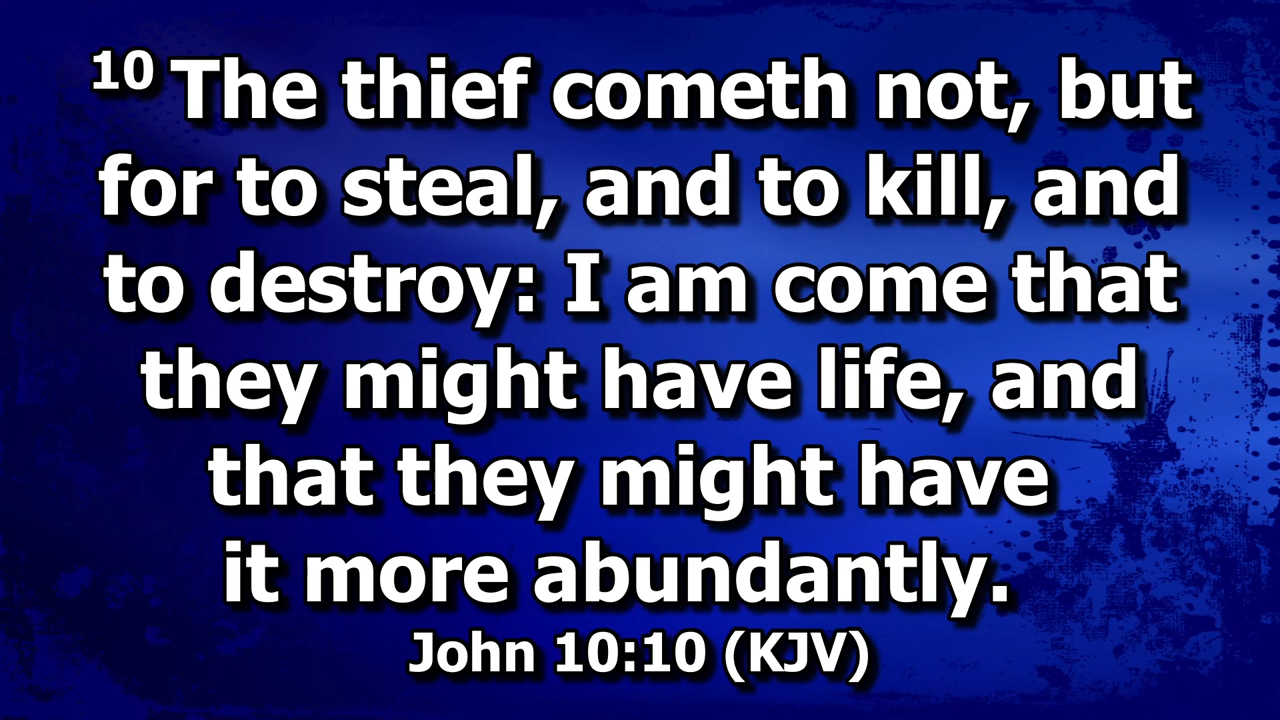 10 The thief cometh not, but
for to steal, and to kill, and
to destroy: I am come that
they might have life, and
that they might have
it more abundantly.
John 10:10 (KJV)